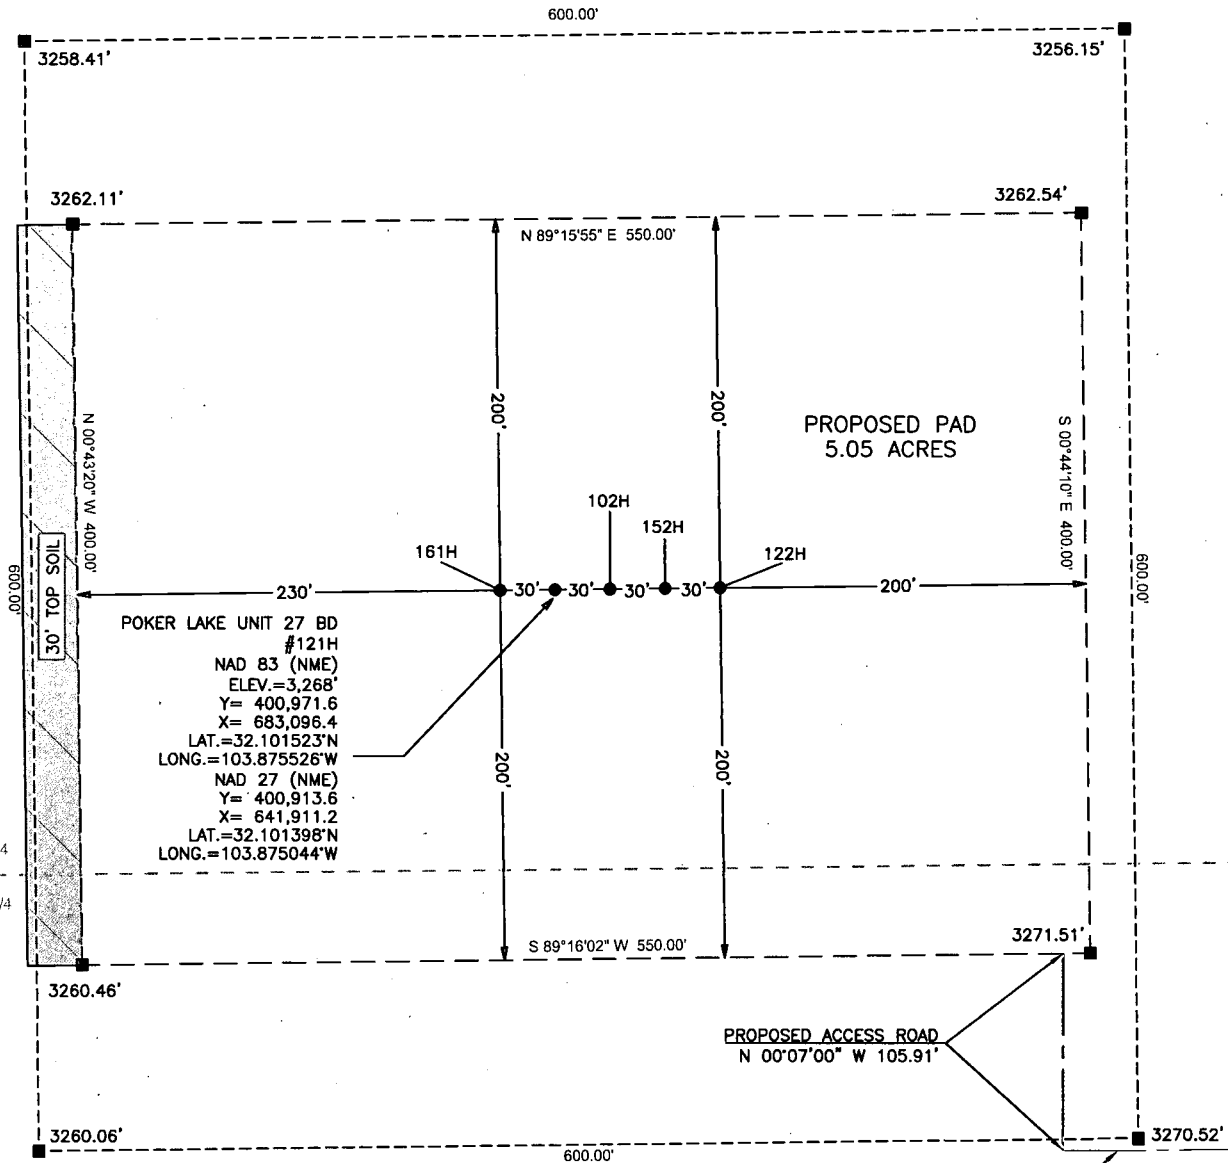 600.00'
3258.41'
3256.15'
3262.11'
3262.54'
N 89°15'55" E 550.00'
200'
200'
PROPOSED PAD
5.05 ACRES
N 00°43'20" W 400.00'
S 00°44'10" E 400.00'
102H
152H
161H
122H
230'
30'
30'
30'
30'
200'
600.00'
30' TOP SOIL
600.00'
POKER LAKE UNIT 27 BD
#121H
NAD 83 (NME)
ELEV.=3,268'
Y= 400,971.6
X= 683,096.4
LAT.=32.101523°N
LONG.=103.875526°W
NAD 27 (NME)
Y= 400,913.6
X= 641,911.2
LAT.=32.101398°N
LONG.=103.875044°W
200'
200'
4
/4
S 89°16'02" W 550.00'
3271.51'
3260.46'
PROPOSED ACCESS ROAD
N 00°07'00" W 105.91'
3260.06'
3270.52'
600.00'